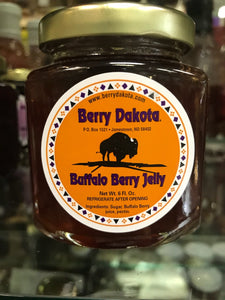 www.berrydakota.com
Berry Dakota
P.O. Box 1021 • Jamestown, ND 58402
Buffalo Berry Jelly
Net Wt. 6 Fl. Oz.
REFRIGERATE AFTER OPENING
Ingredients: Sugar, Buffalo Berry
juice, pectin.